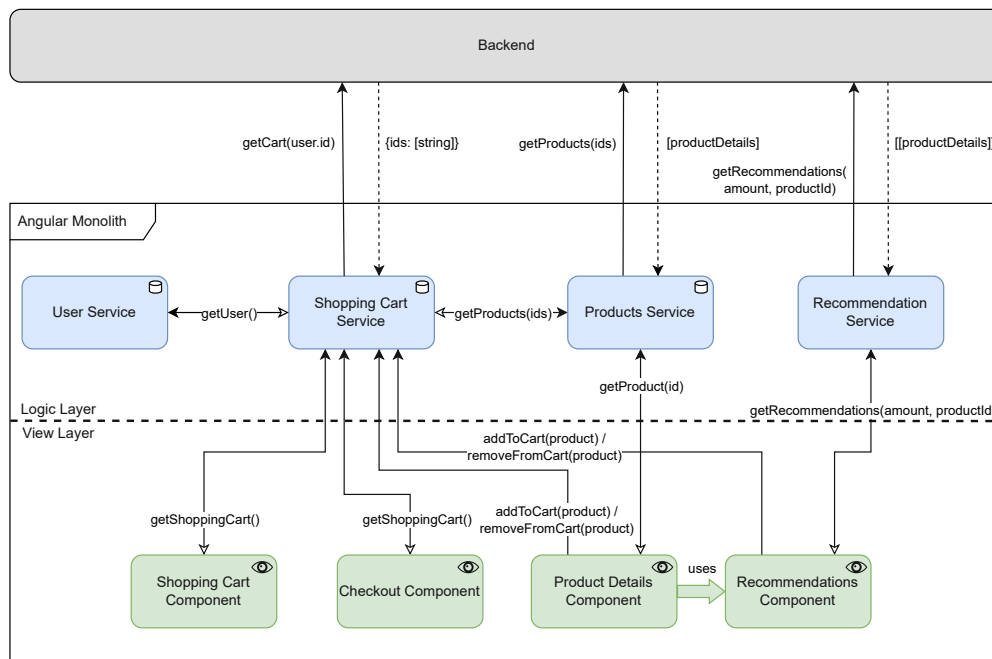 Backend
getCart(user.id)
{ids: [string]}
getProducts(ids)
[productDetails]
getRecommendations(
amount, productId)
[[productDetails]]
Angular Monolith
User Service
getUser()
Shopping Cart
Service
getProducts(ids)
Products Service
Recommendation
Service
getProduct(id)
Logic Layer
getRecommendations(amount, productId
View Layer
addToCart(product) /
removeFromCart(product)
getShoppingCart()
getShoppingCart()
addToCart(product) /
removeFromCart(product)
Shopping Cart
Component
Checkout Component
Product Details
Component
uses
Recommendations
Component